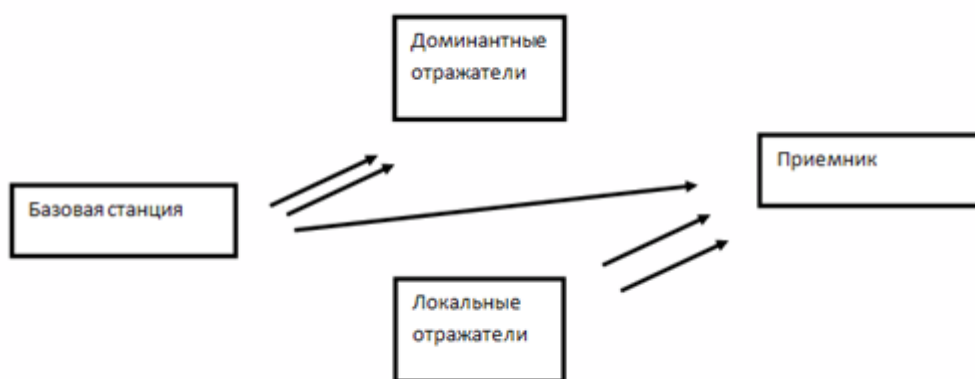 Доминантные
отражатели
Приемник
Базовая станция
Локальные
отражатели